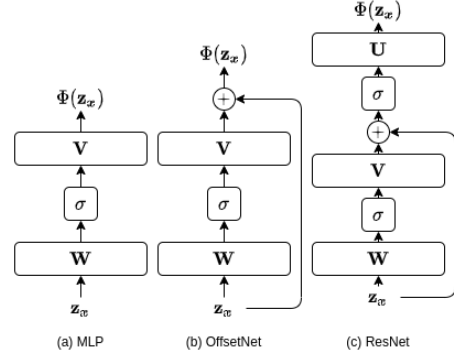 Φ(z_x)
V
σ
W
z_x
(a) MLP
Φ(z_x)
+
V
σ
W
z_x
(b) OffsetNet
Φ(z_x)
U
σ
+
V
σ
W
z_x
(c) ResNet